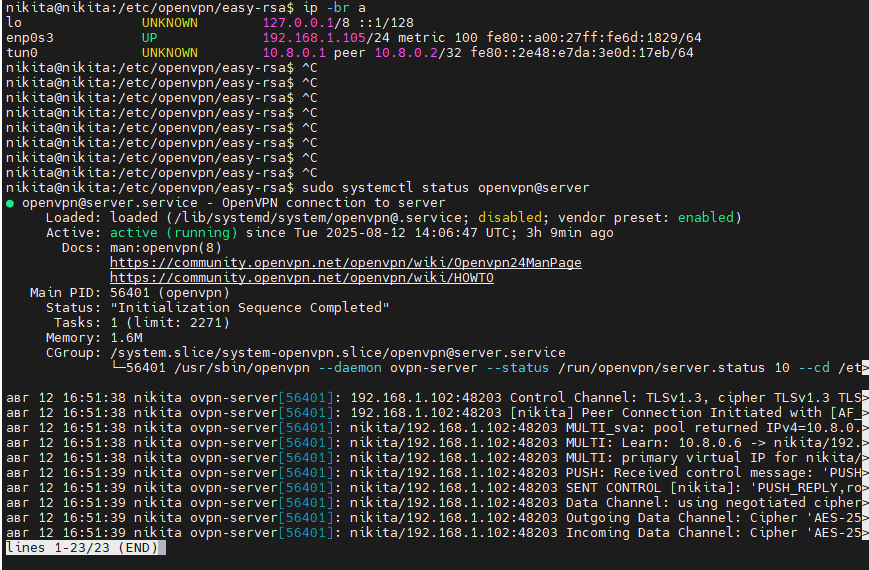 nikita@nikita:/etc/openvpn/easy-rsa$ ip -br a
lo               UNKNOWN        127.0.0.1/8 ::1/128
enp0s3           UP             192.168.1.105/24 metric 100 fe80::a00:27ff:fe6d:1829/64
tun0             UNKNOWN        10.8.0.1 peer 10.8.0.2/32 fe80::2e48:e7da:3e0d:17eb/64
nikita@nikita:/etc/openvpn/easy-rsa$ ^C
nikita@nikita:/etc/openvpn/easy-rsa$ ^C
nikita@nikita:/etc/openvpn/easy-rsa$ ^C
nikita@nikita:/etc/openvpn/easy-rsa$ ^C
nikita@nikita:/etc/openvpn/easy-rsa$ ^C
nikita@nikita:/etc/openvpn/easy-rsa$ ^C
nikita@nikita:/etc/openvpn/easy-rsa$ ^C
nikita@nikita:/etc/openvpn/easy-rsa$ ^C
nikita@nikita:/etc/openvpn/easy-rsa$ sudo systemctl status openvpn@server
● openvpn@server.service - OpenVPN connection to server
     Loaded: loaded (/lib/systemd/system/openvpn@.service; disabled; vendor preset: enabled)
     Active: active (running) since Tue 2025-08-12 14:06:47 UTC; 3h 9min ago
       Docs: man:openvpn(8)
             https://community.openvpn.net/openvpn/wiki/Openvpn24ManPage
             https://community.openvpn.net/openvpn/wiki/HOWTO
   Main PID: 56401 (openvpn)
     Status: "Initialization Sequence Completed"
      Tasks: 1 (limit: 2271)
     Memory: 1.6M
     CGroup: /system.slice/system-openvpn.slice/openvpn@server.service
             └─56401 /usr/sbin/openvpn --daemon ovpn-server --status /run/openvpn/server.status 10 --cd /et>
авг 12 16:51:38 nikita ovpn-server[56401]: 192.168.1.102:48203 Control Channel: TLSv1.3, cipher TLSv1.3 TLS>
авг 12 16:51:38 nikita ovpn-server[56401]: 192.168.1.102:48203 [nikita] Peer Connection Initiated with [AF_>
авг 12 16:51:38 nikita ovpn-server[56401]: nikita/192.168.1.102:48203 MULTI_sva: pool returned IPv4=10.8.0.>
авг 12 16:51:38 nikita ovpn-server[56401]: nikita/192.168.1.102:48203 MULTI: Learn: 10.8.0.6 -> nikita/192.>
авг 12 16:51:38 nikita ovpn-server[56401]: nikita/192.168.1.102:48203 MULTI: primary virtual IP for nikita/>
авг 12 16:51:39 nikita ovpn-server[56401]: nikita/192.168.1.102:48203 PUSH: Received control message: 'PUSH>
авг 12 16:51:39 nikita ovpn-server[56401]: nikita/192.168.1.102:48203 SENT CONTROL [nikita]: 'PUSH_REPLY,ro>
авг 12 16:51:39 nikita ovpn-server[56401]: nikita/192.168.1.102:48203 Data Channel: using negotiated cipher>
авг 12 16:51:39 nikita ovpn-server[56401]: nikita/192.168.1.102:48203 Outgoing Data Channel: Cipher 'AES-25>
авг 12 16:51:39 nikita ovpn-server[56401]: nikita/192.168.1.102:48203 Incoming Data Channel: Cipher 'AES-25>
lines 1-23/23 (END)